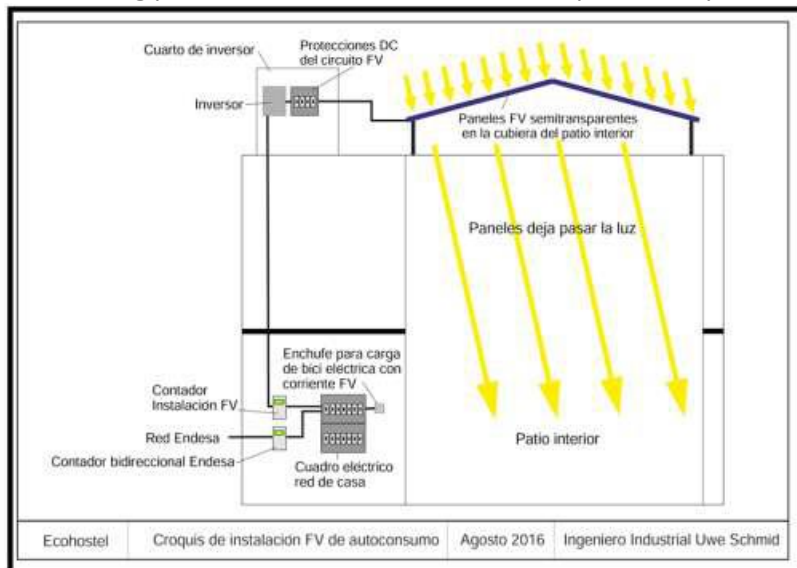 Cuarto de inversor
Protecciones DC
del circuito FV
Inversor
Paneles FV semitransparentes
en la cubiera del patio interior
Paneles deja pasar la luz
Enchufe para carga
de bici eléctrica con
corriente FV
Contador
Instalación FV
Red Endesa
Contador bidireccional Endesa
Cuadro eléctrico
red de casa
Patio interior
Ecohostel
Croquis de instalación FV de autoconsumo
Agosto 2016
Ingeniero Industrial Uwe Schmid